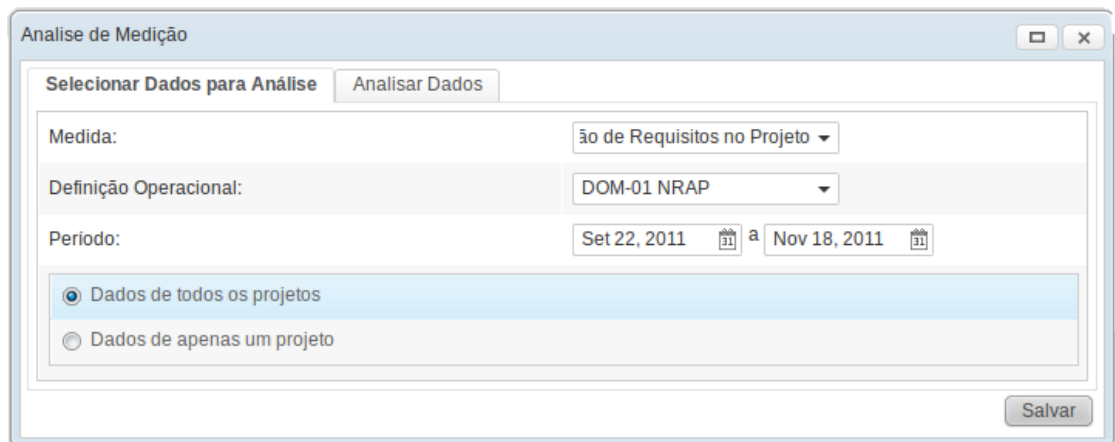 Analise de Medição
Selecionar Dados para Análise Analisar Dados
Medida: ão de Requisitos no Projeto
Definição Operacional: DOM-01 NRAP
Período: Set 22, 2011 31 a Nov 18, 2011 31
Dados de todos os projetos
Dados de apenas um projeto
Salvar